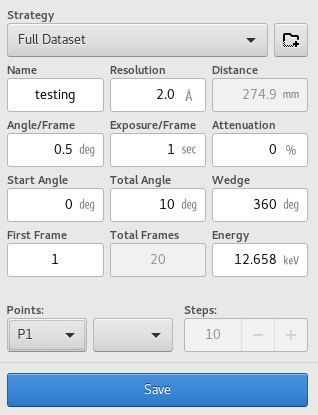 Strategy
Full Dataset
Name Resolution Distance
testing 2.0 Å 274.9 mm
Angle/Frame Exposure/Frame Attenuation
0.5 deg 1 sec 0 %
Start Angle Total Angle Wedge
0 deg 10 deg 360 deg
First Frame Total Frames Energy
1 20 12.658 keV
Points: Steps:
P1 10 − +
Save